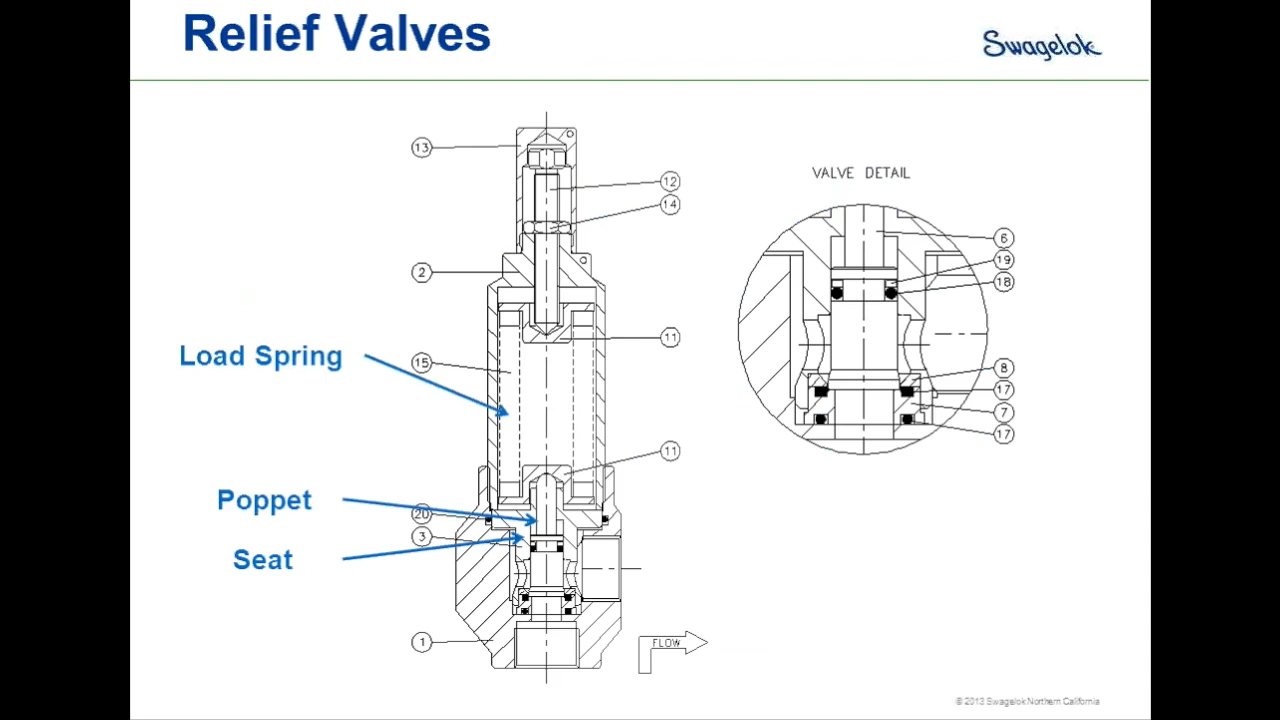 Relief Valves
Swagelok
13
12
14
2
11
Load Spring
15
11
Poppet
20
3
Seat
1
FLOW
VALVE DETAIL
6
19
18
8
17
7
17
© 2013 Swagelok Northern California